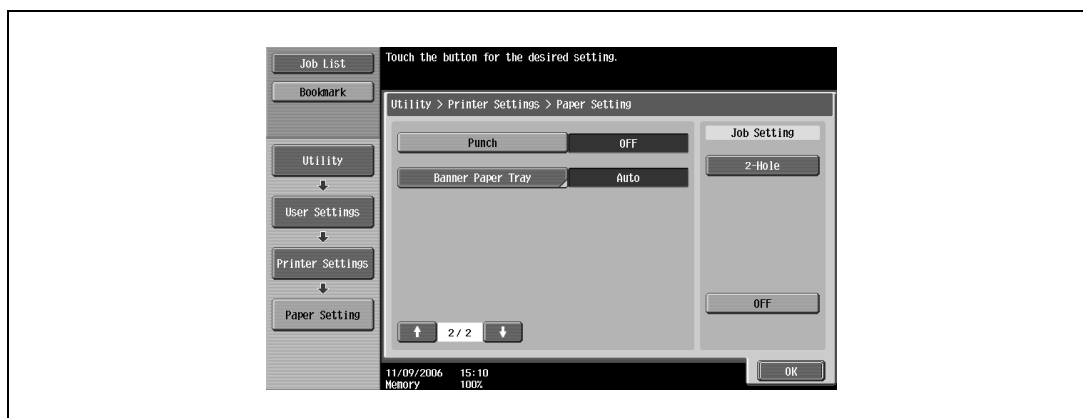 Job List
Bookmark
Touch the button for the desired setting.
Utility > Printer Settings > Paper Setting
Utility
User Settings
Printer Settings
Paper Setting
Punch OFF
Banner Paper Tray Auto
2/2
Job Setting
2-Hole
OFF
11/09/2006 15:10
Memory 100%
OK